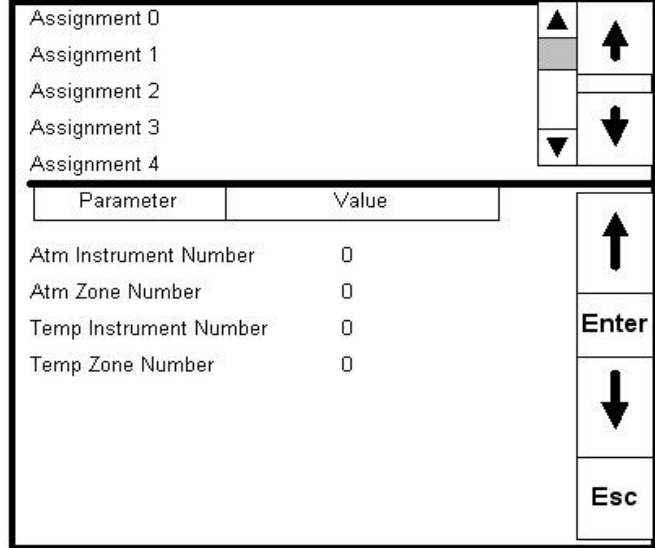 Assignment 0
Assignment 1
Assignment 2
Assignment 3
Assignment 4
Parameter Value
Atm Instrument Number 0
Atm Zone Number 0
Temp Instrument Number 0
Temp Zone Number 0
Enter
Esc